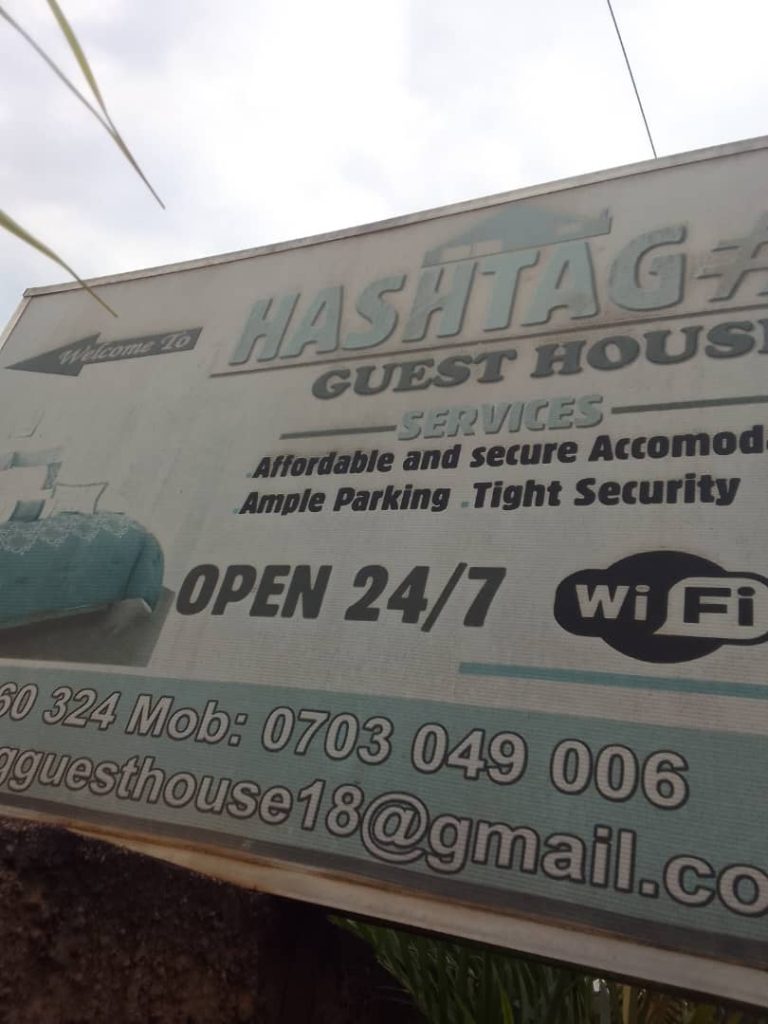 Welcome To
HASHTAG#
GUEST HOUS
SERVICES
.Affordable and secure Accomod
.Ample Parking .Tight Security
OPEN 24/7
WiFi
60 324 Mob: 0703 049 006
gguesthouse18@gmail.co